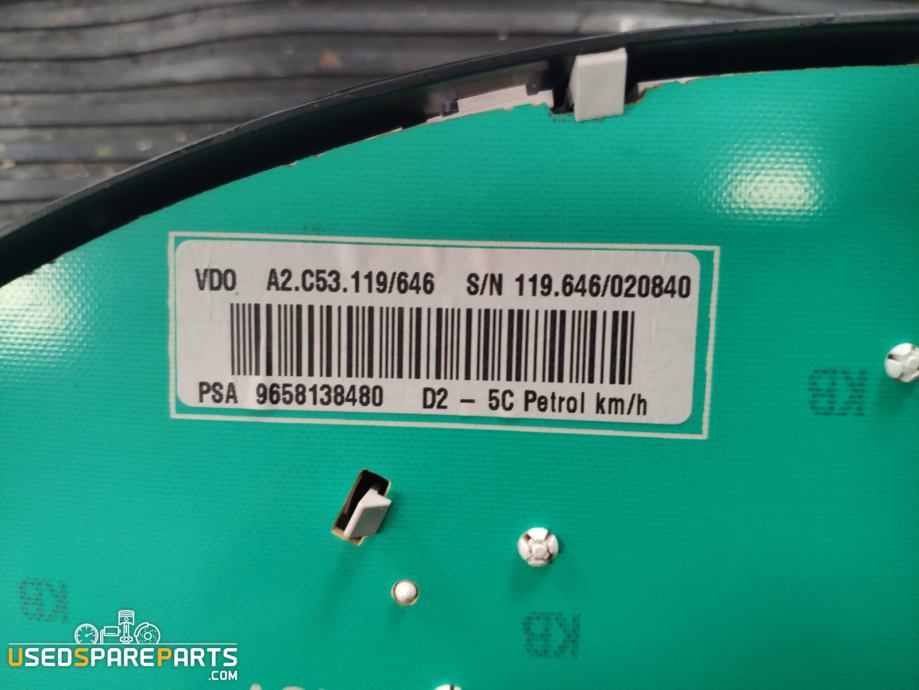 VDO A2.C53.119/646 S/N 119.646/020840
PSA 9658138480 D2 - 5C Petrol km/h
KB
KB
KB
USEDSPAREPARTS
.COM